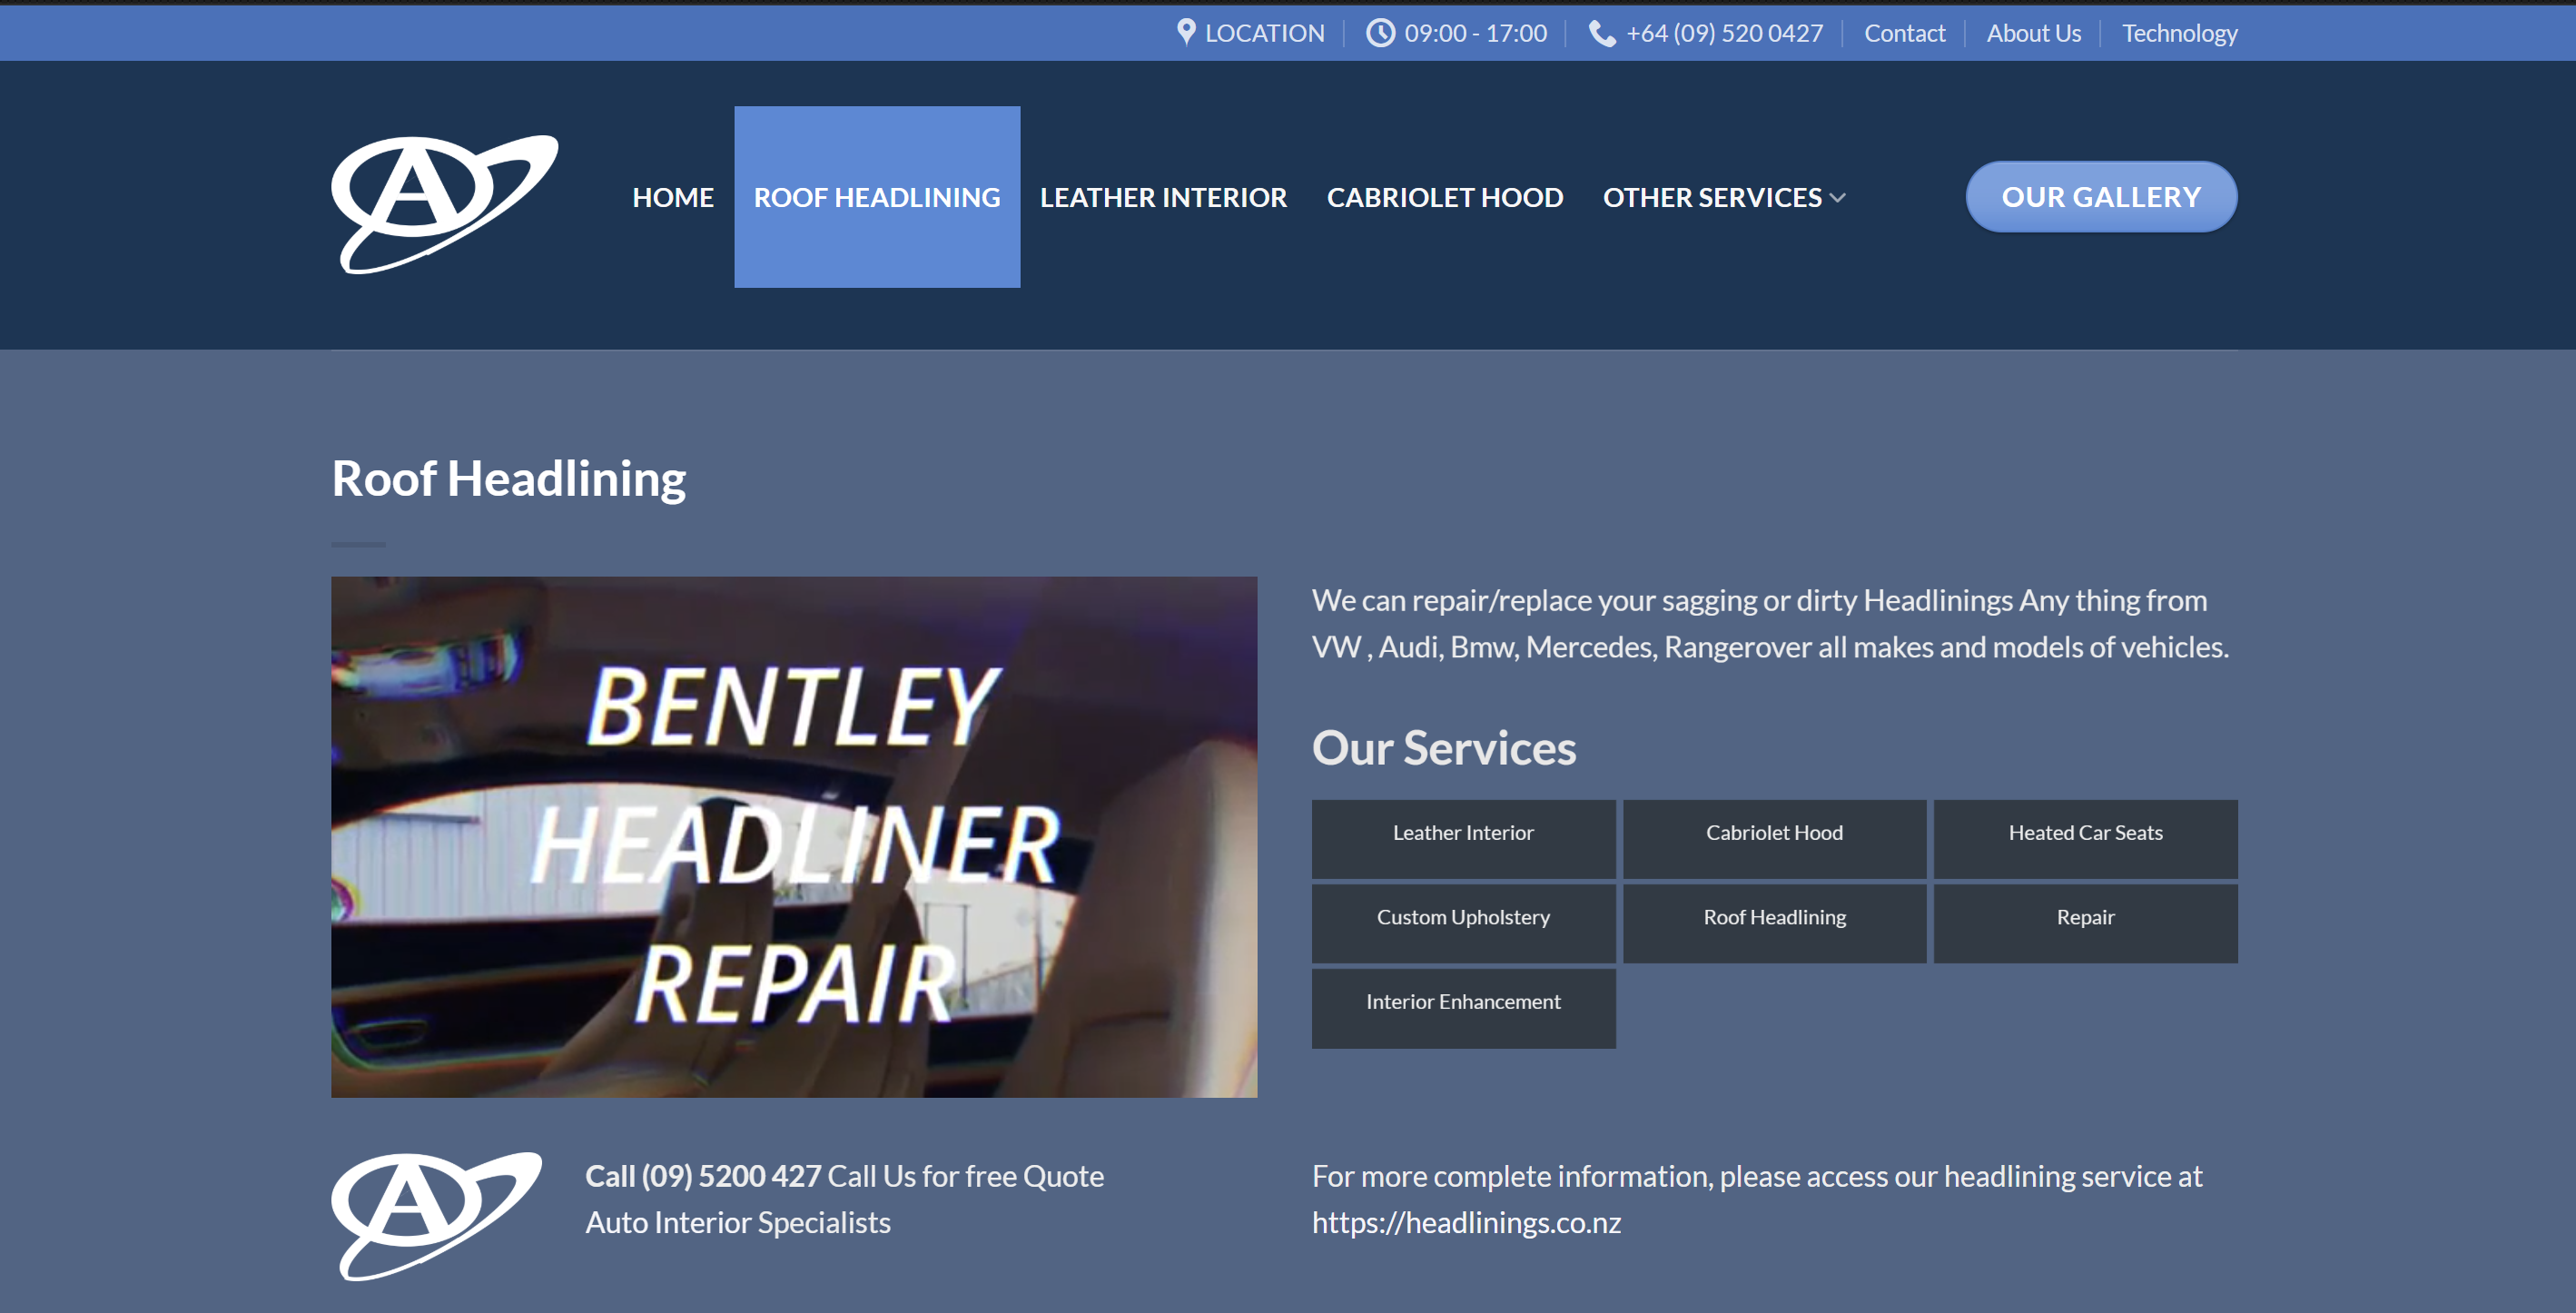 LOCATION 09:00 - 17:00 +64 (09) 520 0427 Contact About Us Technology
A HOME ROOF HEADLINING LEATHER INTERIOR CABRIOLET HOOD OTHER SERVICES OUR GALLERY
Roof Headlining
BENTLEY
HEADLINER
REPAIR
We can repair/replace your sagging or dirty Headlinings Any thing from
VW , Audi, Bmw, Mercedes, Rangerover all makes and models of vehicles.
Our Services
Leather Interior Cabriolet Hood Heated Car Seats
Custom Upholstery Roof Headlining Repair
Interior Enhancement
A
Call (09) 5200 427 Call Us for free Quote
Auto Interior Specialists
For more complete information, please access our headlining service at
https://headlinings.co.nz